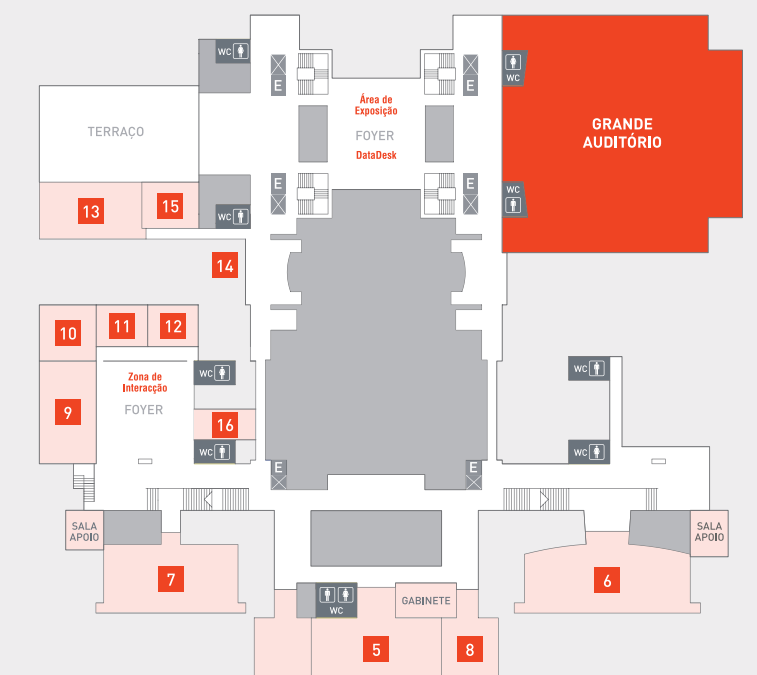 WC
E
E
WC
Área de
Exposição
FOYER
DataDesk
GRANDE
AUDITÓRIO
TERRAÇO
E
E
WC
13
15
WC
14
10
11
12
Zona de
Interacção
FOYER
WC
WC
9
16
WC
WC
E
E
SALA
APOIO
SALA
APOIO
7
6
WC
GABINETE
5
8